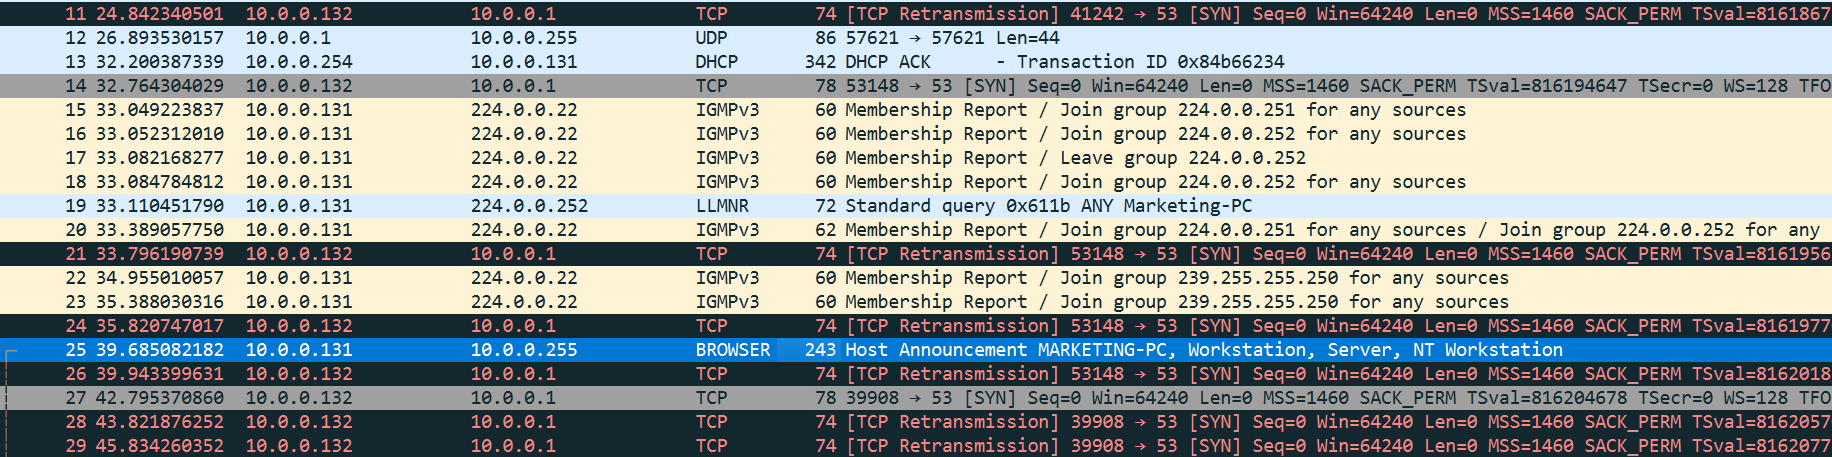 11 24.842340501 10.0.0.132 10.0.0.1 TCP 74 [TCP Retransmission] 41242 → 53 [SYN] Seq=0 Win=64240 Len=0 MSS=1460 SACK_PERM TSval=8161867
12 26.893530157 10.0.0.1 10.0.0.255 UDP 86 57621 → 57621 Len=44
13 32.200387339 10.0.0.254 10.0.0.131 DHCP 342 DHCP ACK - Transaction ID 0x84b66234
14 32.764304029 10.0.0.132 10.0.0.1 TCP 78 53148 → 53 [SYN] Seq=0 Win=64240 Len=0 MSS=1460 SACK_PERM TSval=816194647 TSecr=0 WS=128 TFO
15 33.049223837 10.0.0.131 224.0.0.22 IGMPv3 60 Membership Report / Join group 224.0.0.251 for any sources
16 33.052312010 10.0.0.131 224.0.0.22 IGMPv3 60 Membership Report / Join group 224.0.0.252 for any sources
17 33.082168277 10.0.0.131 224.0.0.22 IGMPv3 60 Membership Report / Leave group 224.0.0.252
18 33.084784812 10.0.0.131 224.0.0.22 IGMPv3 60 Membership Report / Join group 224.0.0.252 for any sources
19 33.110451790 10.0.0.131 224.0.0.252 LLMNR 72 Standard query 0x611b ANY Marketing-PC
20 33.389057750 10.0.0.131 224.0.0.22 IGMPv3 62 Membership Report / Join group 224.0.0.251 for any sources / Join group 224.0.0.252 for any
21 33.796190739 10.0.0.132 10.0.0.1 TCP 74 [TCP Retransmission] 53148 → 53 [SYN] Seq=0 Win=64240 Len=0 MSS=1460 SACK_PERM TSval=8161956
22 34.955010057 10.0.0.131 224.0.0.22 IGMPv3 60 Membership Report / Join group 239.255.255.250 for any sources
23 35.388030316 10.0.0.131 224.0.0.22 IGMPv3 60 Membership Report / Join group 239.255.255.250 for any sources
24 35.820747017 10.0.0.132 10.0.0.1 TCP 74 [TCP Retransmission] 53148 → 53 [SYN] Seq=0 Win=64240 Len=0 MSS=1460 SACK_PERM TSval=8161977
25 39.685082182 10.0.0.131 10.0.0.255 BROWSER 243 Host Announcement MARKETING-PC, Workstation, Server, NT Workstation
26 39.943399631 10.0.0.132 10.0.0.1 TCP 74 [TCP Retransmission] 53148 → 53 [SYN] Seq=0 Win=64240 Len=0 MSS=1460 SACK_PERM TSval=8162018
27 42.795370860 10.0.0.132 10.0.0.1 TCP 78 39908 → 53 [SYN] Seq=0 Win=64240 Len=0 MSS=1460 SACK_PERM TSval=816204678 TSecr=0 WS=128 TFO
28 43.821876252 10.0.0.132 10.0.0.1 TCP 74 [TCP Retransmission] 39908 → 53 [SYN] Seq=0 Win=64240 Len=0 MSS=1460 SACK_PERM TSval=8162057
29 45.834260352 10.0.0.132 10.0.0.1 TCP 74 [TCP Retransmission] 39908 → 53 [SYN] Seq=0 Win=64240 Len=0 MSS=1460 SACK_PERM TSval=8162077